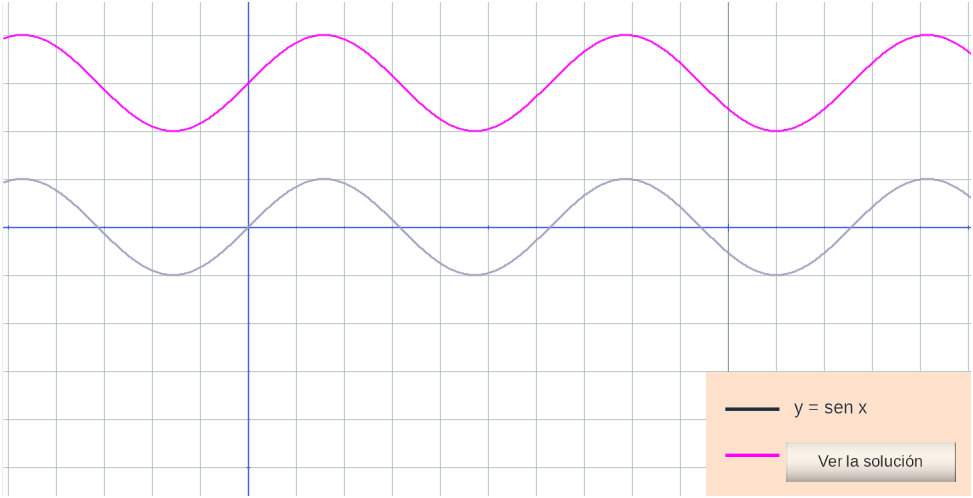 y = sen x
Ver la solución